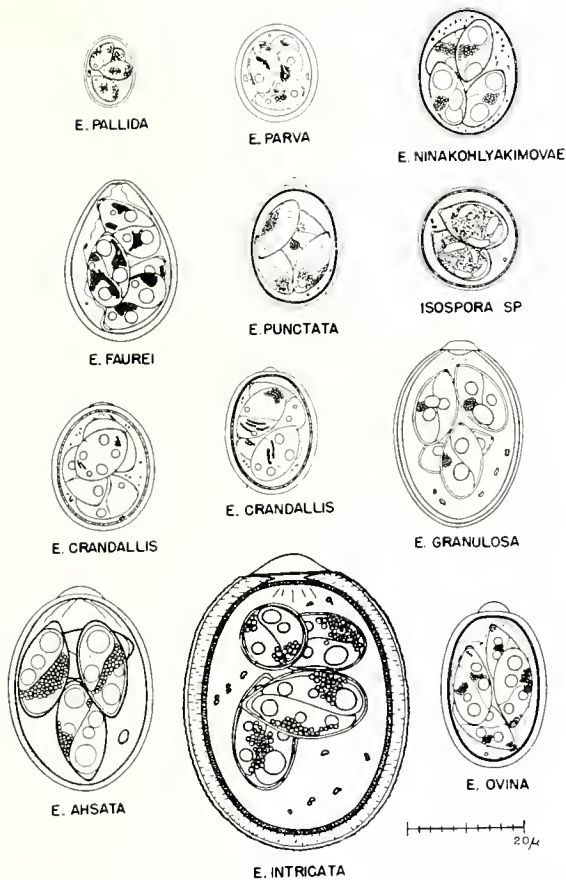 E. PALLIDA
E. PARVA
E. NINAKOHLYAKIMOVAE
E. FAUREI
E. PUNCTATA
ISOSPORA SP
E. CRANDALLIS
E. CRANDALLIS
E. GRANULOSA
E. AHSATA
E. INTRICATA
E. OVINA
20μ